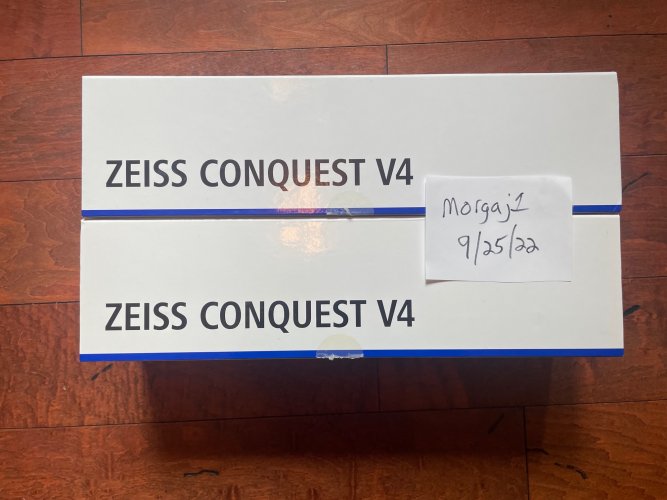 ZEISS CONQUEST V4
Morgaj1
9/25/22
ZEISS CONQUEST V4